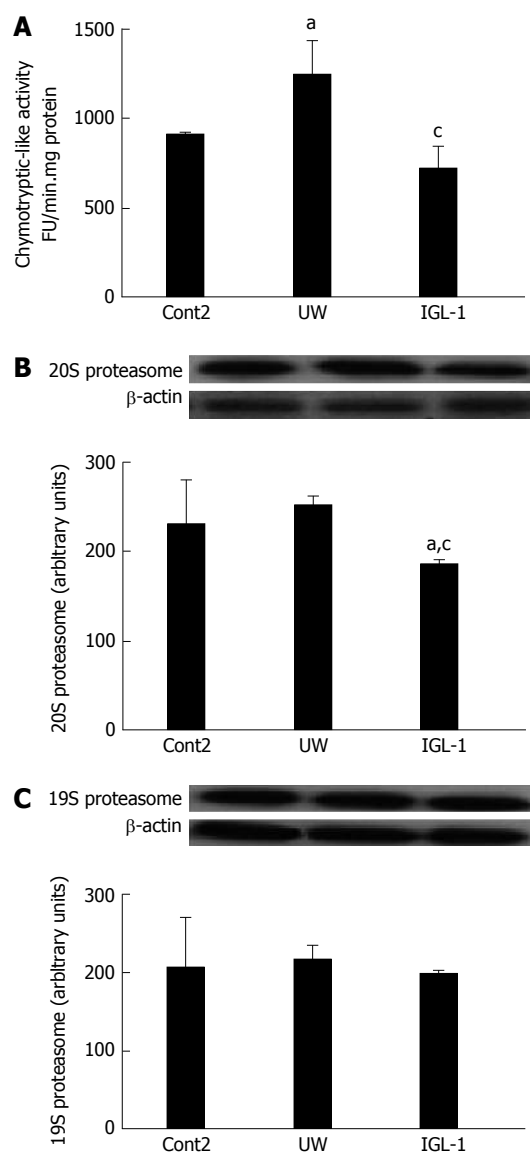 A
Chymotryptic-like activity
FU/min.mg protein
1500
1000
500
0
a
c
Cont2 UW IGL-1
B
20S proteasome
β-actin
20S proteasome (arbltrary units)
300
200
100
0
a,c
Cont2 UW IGL-1
C
19S proteasome
β-actin
19S proteasome (arbltrary units)
300
200
100
0
Cont2 UW IGL-1